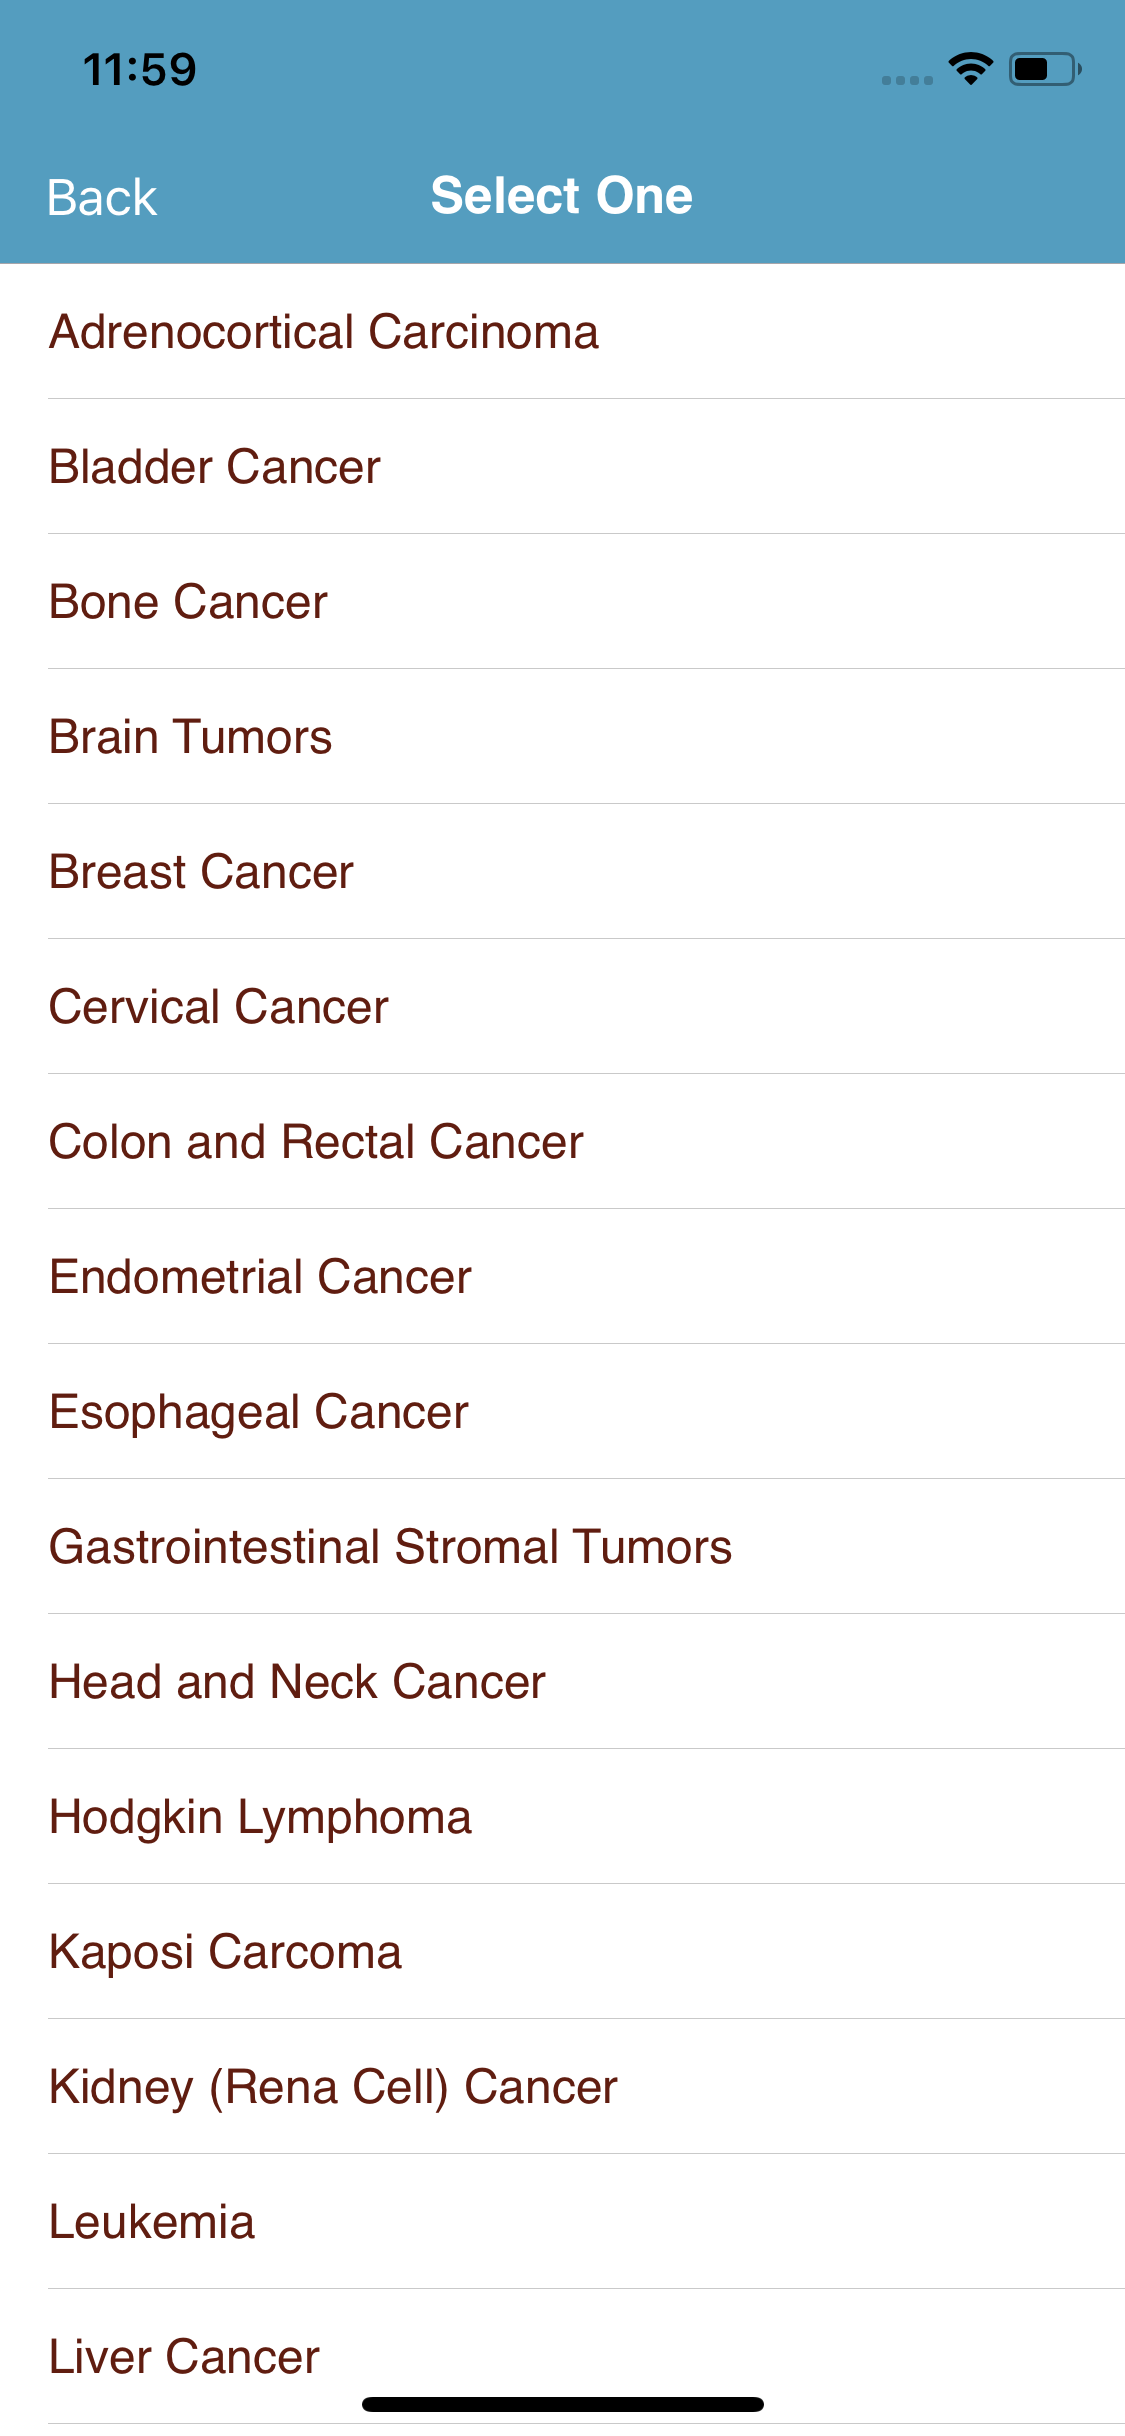 11:59
Back
Select One
Adrenocortical Carcinoma
Bladder Cancer
Bone Cancer
Brain Tumors
Breast Cancer
Cervical Cancer
Colon and Rectal Cancer
Endometrial Cancer
Esophageal Cancer
Gastrointestinal Stromal Tumors
Head and Neck Cancer
Hodgkin Lymphoma
Kaposi Carcoma
Kidney (Rena Cell) Cancer
Leukemia
Liver Cancer